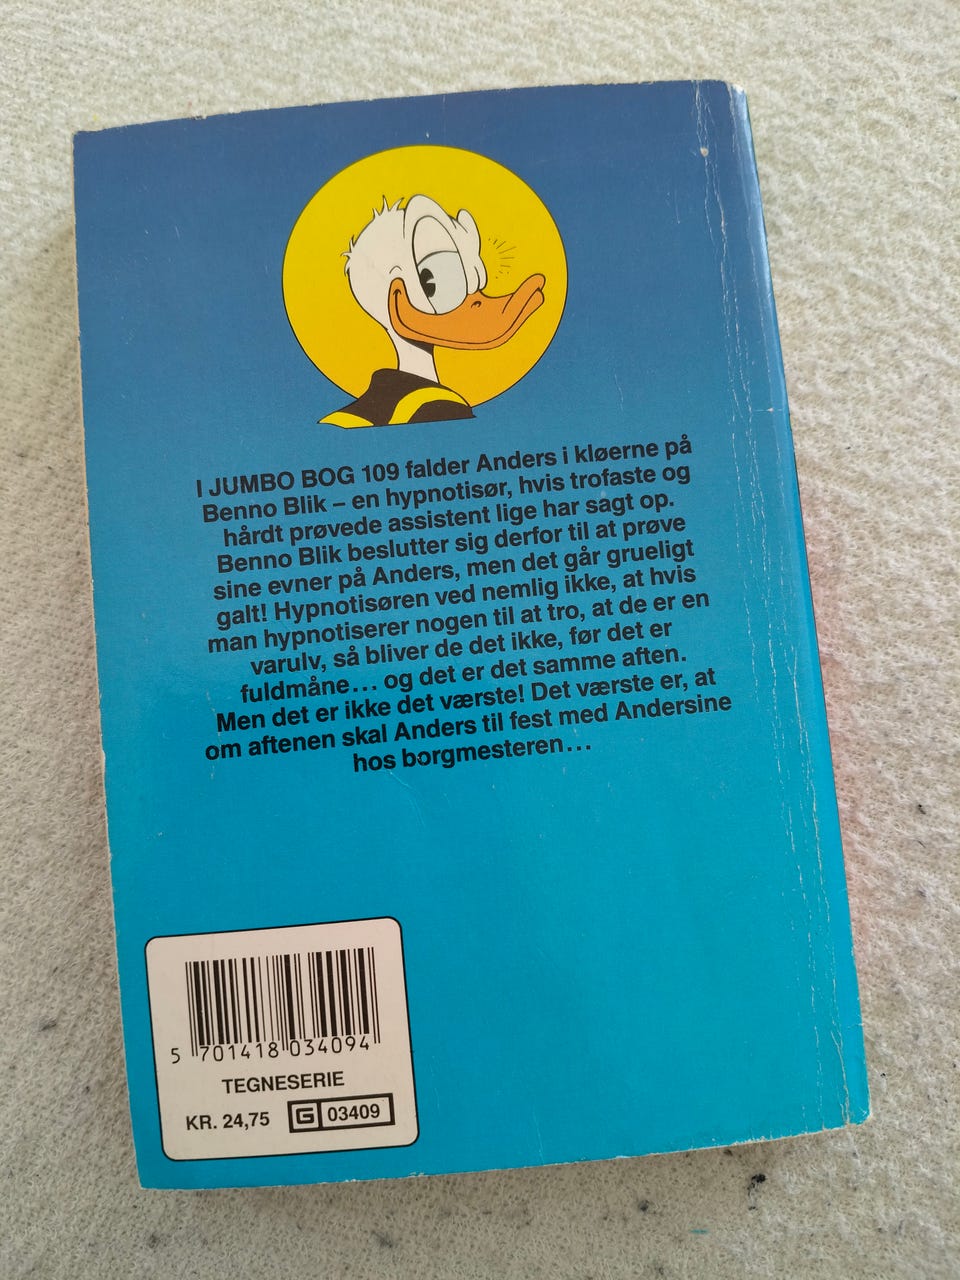 I JUMBO BOG 109 falder Anders i kløerne på
Benno Blik – en hypnotisør, hvis trofaste og
hårdt prøvede assistent lige har sagt op.
Benno Blik beslutter sig derfor til at prøve
sine evner på Anders, men det går grueligt
galt! Hypnotisøren ved nemlig ikke, at hvis
man hypnotiserer nogen til at tro, at de er en
varulv, så bliver de det ikke, før det er
fuldmåne... og det er det samme aften.
Men det er ikke det værste! Det værste er, at
om aftenen skal Anders til fest med Andersine
hos borgmesteren...
5 701418 034094
TEGNESERIE
KR. 24,75 G 03409